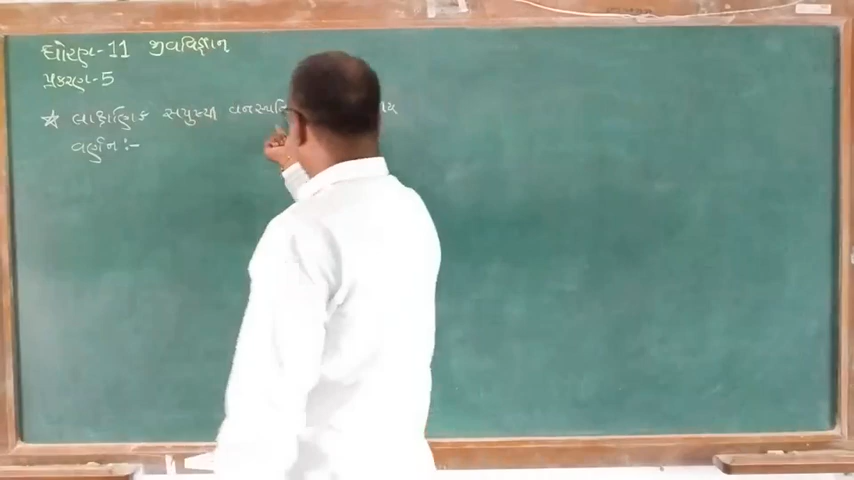 ધોરણ-11 જીવવિજ્ઞાન
પ્રકરણ-5
☆ લાક્ષણિક સપુષ્પી વનસ્પતિ
વર્ણન :-